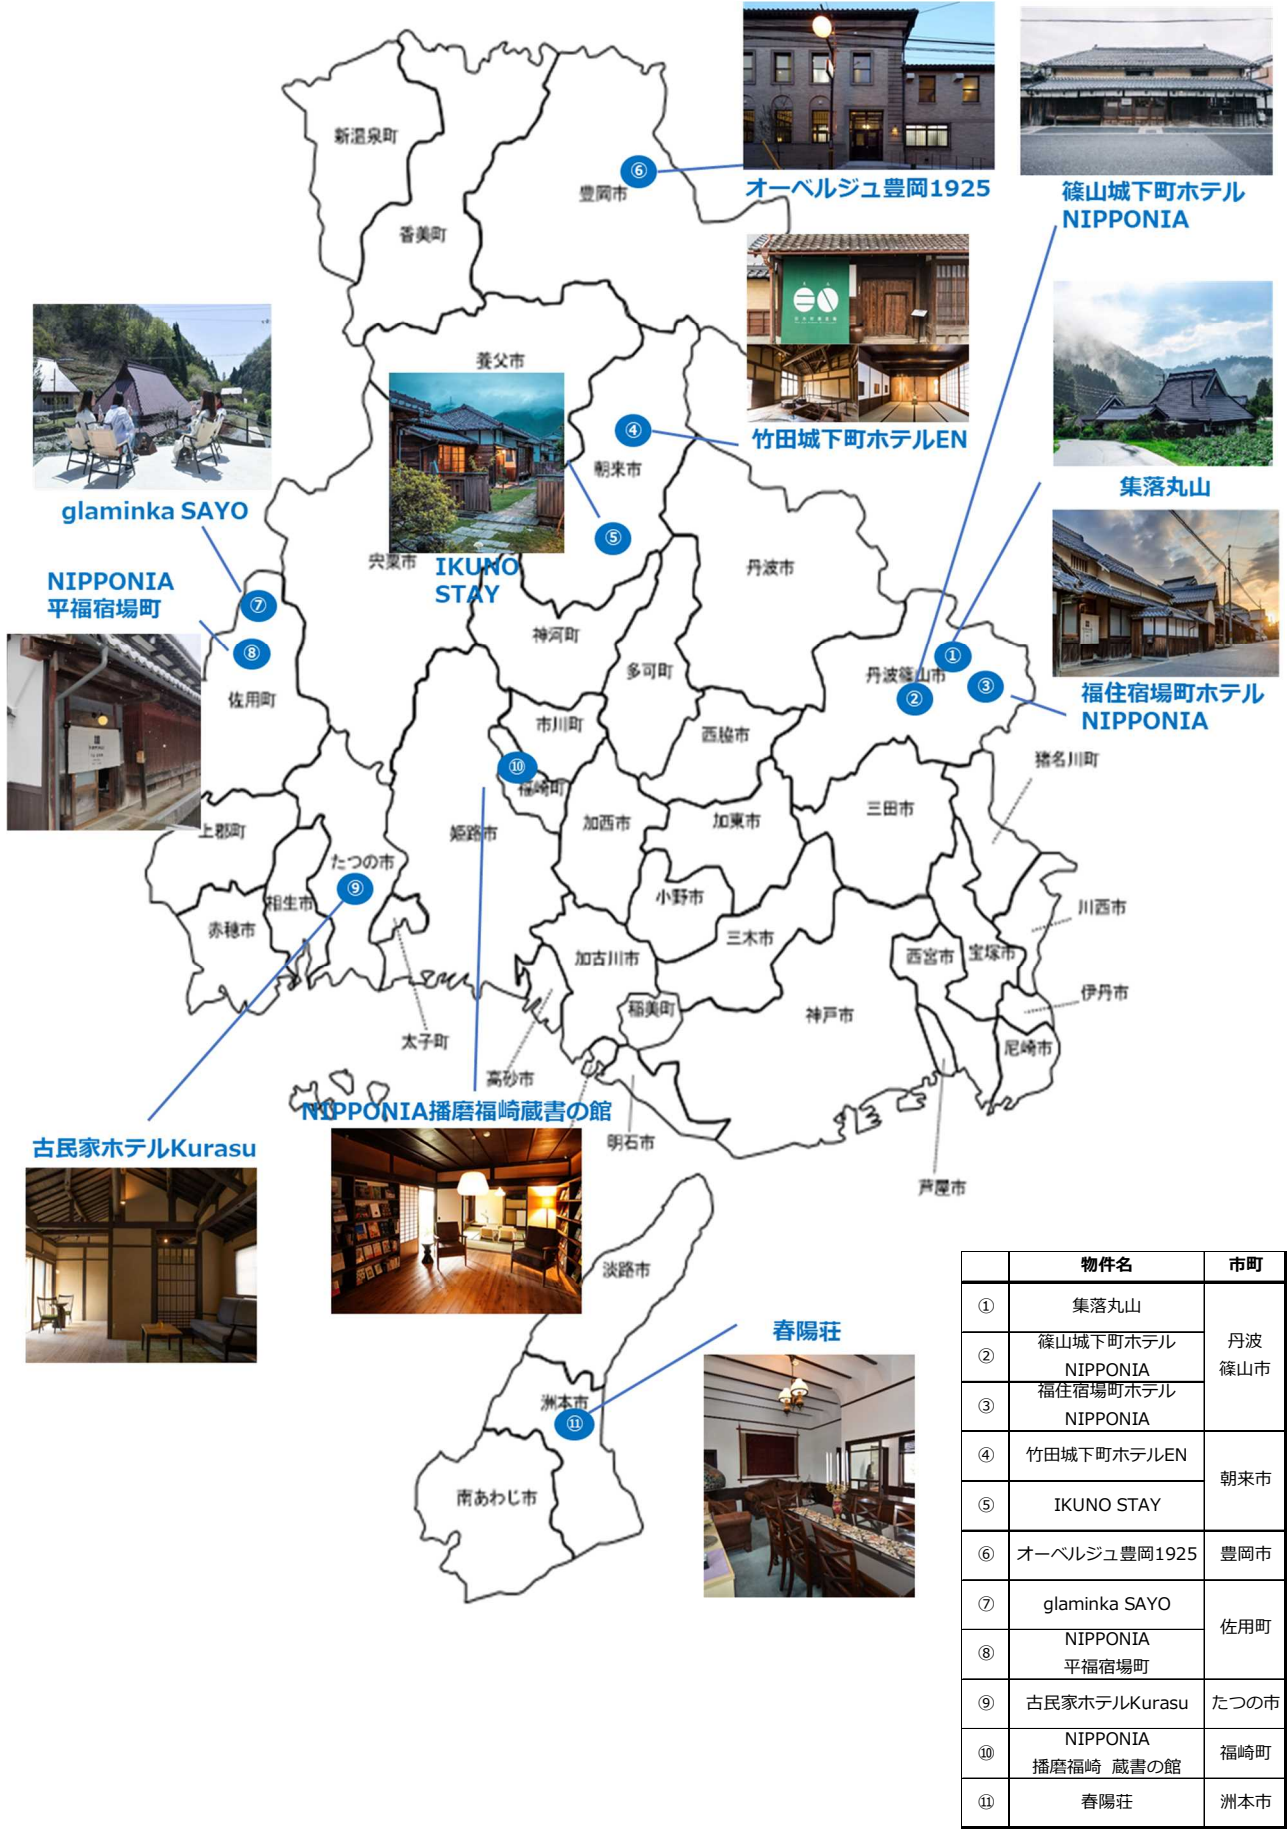 新温泉町
香美町
豊岡市
⑥
オーベルジュ豊岡1925
篠山城下町ホテル
NIPPONIA
養父市
④
朝来市
⑤
竹田城下町ホテルEN
集落丸山
glaminka SAYO
宍粟市
IKUNO
STAY
丹波市
NIPPONIA
平福宿場町
⑦
⑧
佐用町
神河町
多可町
①
丹波篠山市
②
③
福住宿場町ホテル
NIPPONIA
市川町
西脇市
⑩
福崎町
猪名川町
上郡町
姫路市
加西市
加東市
三田市
たつの市
⑨
相生市
赤穂市
小野市
三木市
川西市
加古川市
西宮市
宝塚市
稲美町
神戸市
伊丹市
太子町
尼崎市
高砂市
NIPPONIA播磨福崎蔵書の館
明石市
古民家ホテルKurasu
芦屋市
淡路市
春陽荘
洲本市
⑪
南あわじ市
物件名 市町
① 集落丸山
② 篠山城下町ホテル
NIPPONIA
丹波
篠山市
③ 福住宿場町ホテル
NIPPONIA
④ 竹田城下町ホテルEN
朝来市
⑤ IKUNO STAY
⑥ オーベルジュ豊岡1925 豊岡市
⑦ glaminka SAYO
佐用町
⑧ NIPPONIA
平福宿場町
⑨ 古民家ホテルKurasu たつの市
⑩ NIPPONIA
播磨福崎 蔵書の館
福崎町
⑪ 春陽荘 洲本市